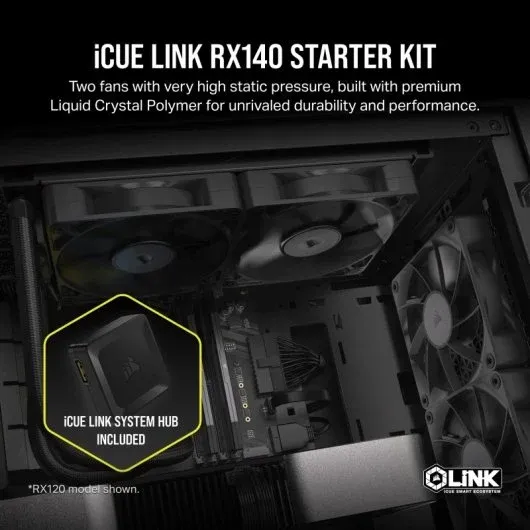 iCUE LINK RX140 STARTER KIT
Two fans with very high static pressure, built with premium
Liquid Crystal Polymer for unrivaled durability and performance.
iCUE LINK SYSTEM HUB
INCLUDED
*RX120 model shown.
LiNK
iCUE SMART ECOSYSTEM